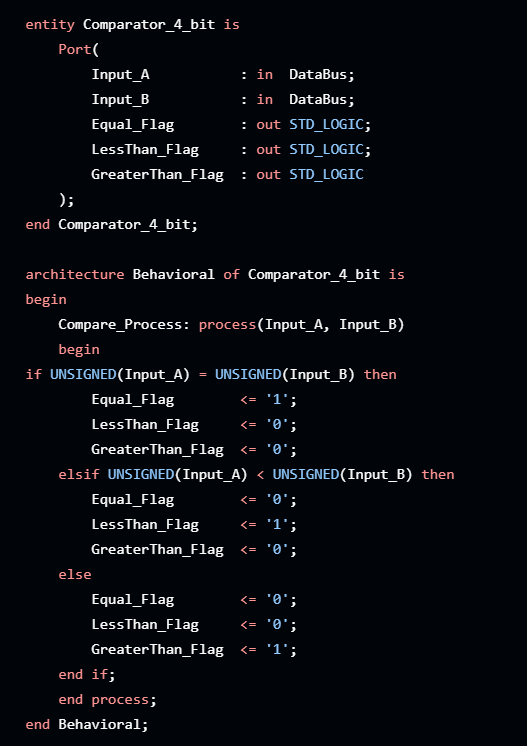 entity Comparator_4_bit is
    Port(
        Input_A           : in  DataBus;
        Input_B           : in  DataBus;
        Equal_Flag        : out STD_LOGIC;
        LessThan_Flag     : out STD_LOGIC;
        GreaterThan_Flag  : out STD_LOGIC
    );
end Comparator_4_bit;

architecture Behavioral of Comparator_4_bit is
begin
    Compare_Process: process(Input_A, Input_B)
    begin
if UNSIGNED(Input_A) = UNSIGNED(Input_B) then
        Equal_Flag        <= '1';
        LessThan_Flag     <= '0';
        GreaterThan_Flag  <= '0';
    elsif UNSIGNED(Input_A) < UNSIGNED(Input_B) then
        Equal_Flag        <= '0';
        LessThan_Flag     <= '1';
        GreaterThan_Flag  <= '0';
    else
        Equal_Flag        <= '0';
        LessThan_Flag     <= '0';
        GreaterThan_Flag  <= '1';
    end if;
    end process;
end Behavioral;